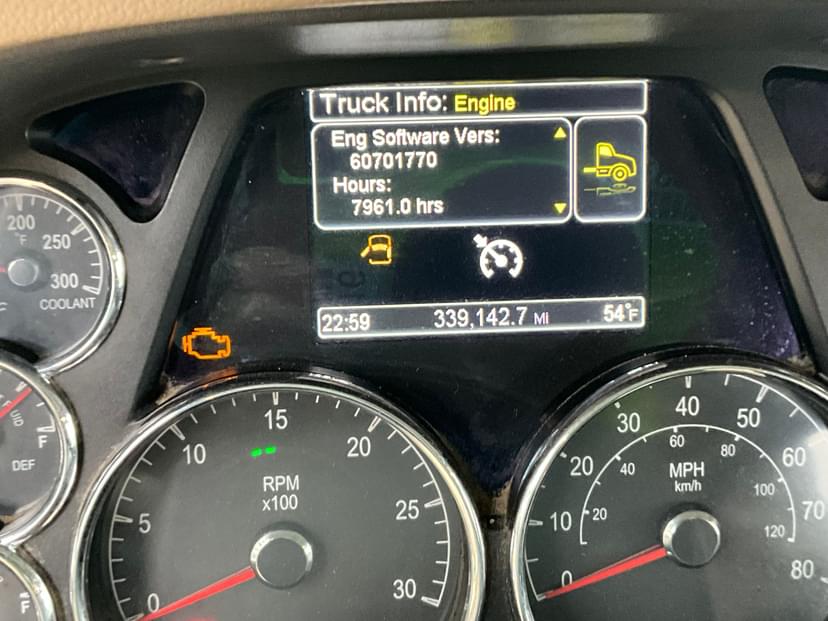 Truck Info: Engine
Eng Software Vers:
60701770
Hours:
7961.0 hrs
22:59 339,142.7 MI 54°F
200
°F
250
300
COOLANT
F
DEF
F
0
5
10
15
20
25
30
RPM
x100
0
10
20
30
40
50
60
70
80
MPH
km/h
20
40
60
80
100
120